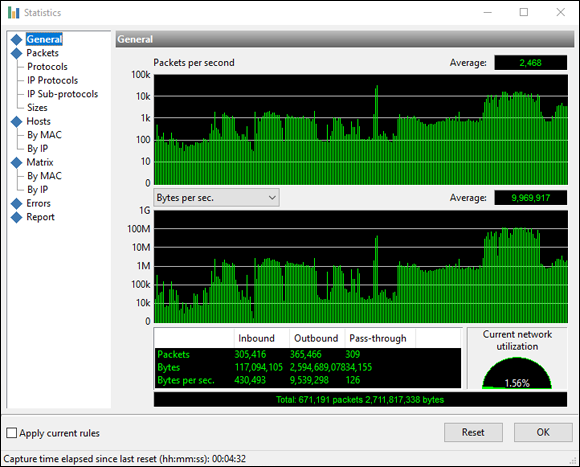 Statistics
General
Packets
Protocols
IP Protocols
IP Sub-protocols
Sizes
Hosts
By MAC
By IP
Matrix
By MAC
By IP
Errors
Report
General
Packets per second Average: 2,468
100k
10k
1k
100
10
0
Bytes per sec. Average: 9,969,917
1G
100M
10M
1M
100k
10k
0
Inbound Outbound Pass-through
Packets 305,416 365,466 309
Bytes 117,094,105 2,594,689,07834,155
Bytes per sec. 430,493 9,539,298 126
Current network
utilization
1.56%
Total: 671,191 packets 2,711,817,338 bytes
Apply current rules Reset OK
Capture time elapsed since last reset (hh:mm:ss): 00:04:32